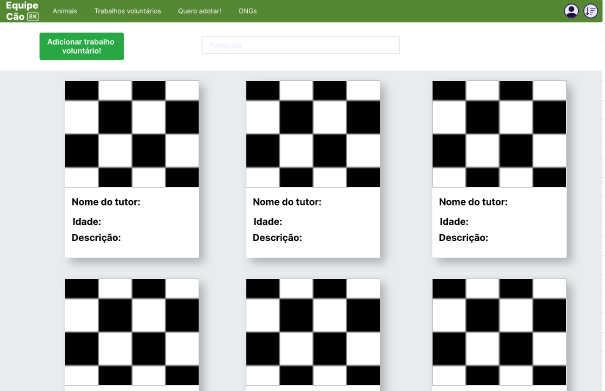 Equipe
Cão 8K
Animais
Trabalhos voluntários
Quero adotar!
ONGs
Adicionar trabalho
voluntário!
Pesquise...
Nome do tutor:
Idade:
Descrição:
Nome do tutor:
Idade:
Descrição:
Nome do tutor:
Idade:
Descrição: